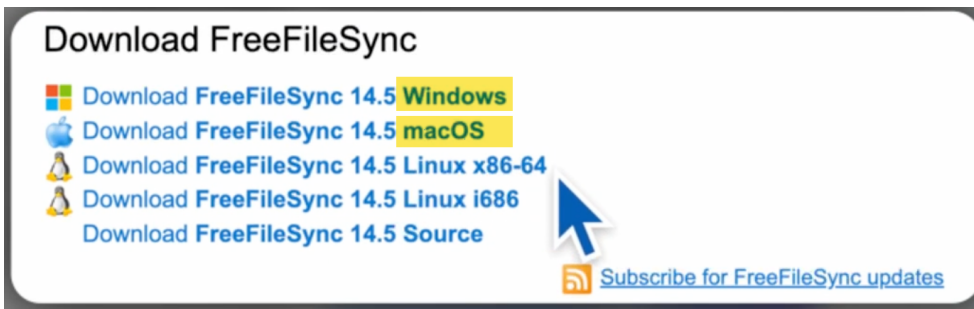 Download FreeFileSync
Download FreeFileSync 14.5 Windows
Download FreeFileSync 14.5 macOS
Download FreeFileSync 14.5 Linux x86-64
Download FreeFileSync 14.5 Linux i686
Download FreeFileSync 14.5 Source
Subscribe for FreeFileSync updates